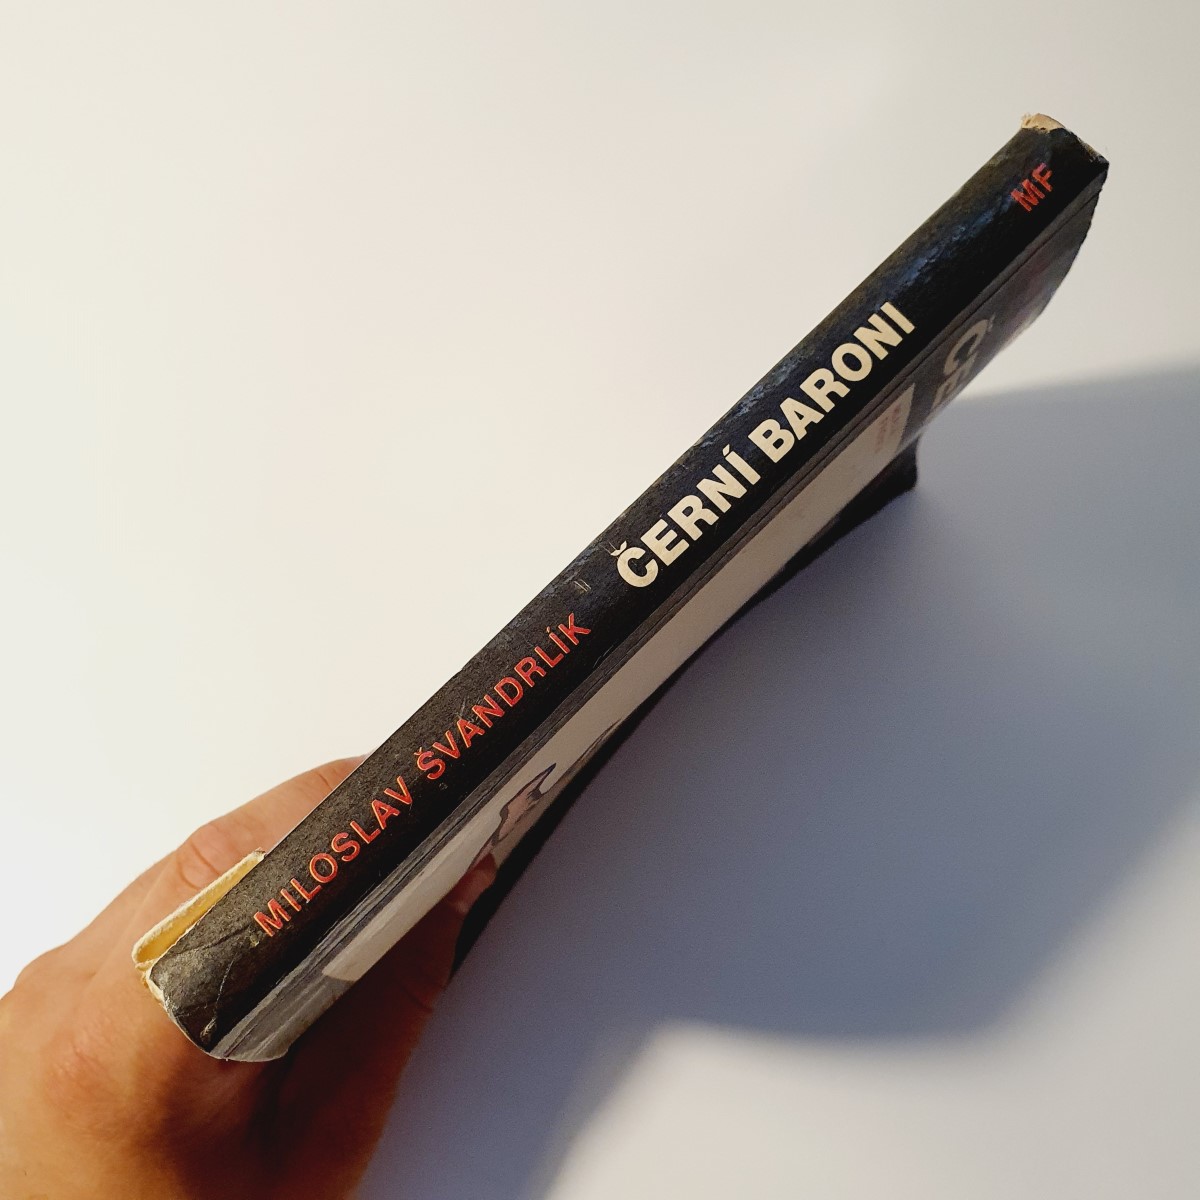 MILOSLAV ŠVANDRLÍK
ČERNÍ BARONI
MF